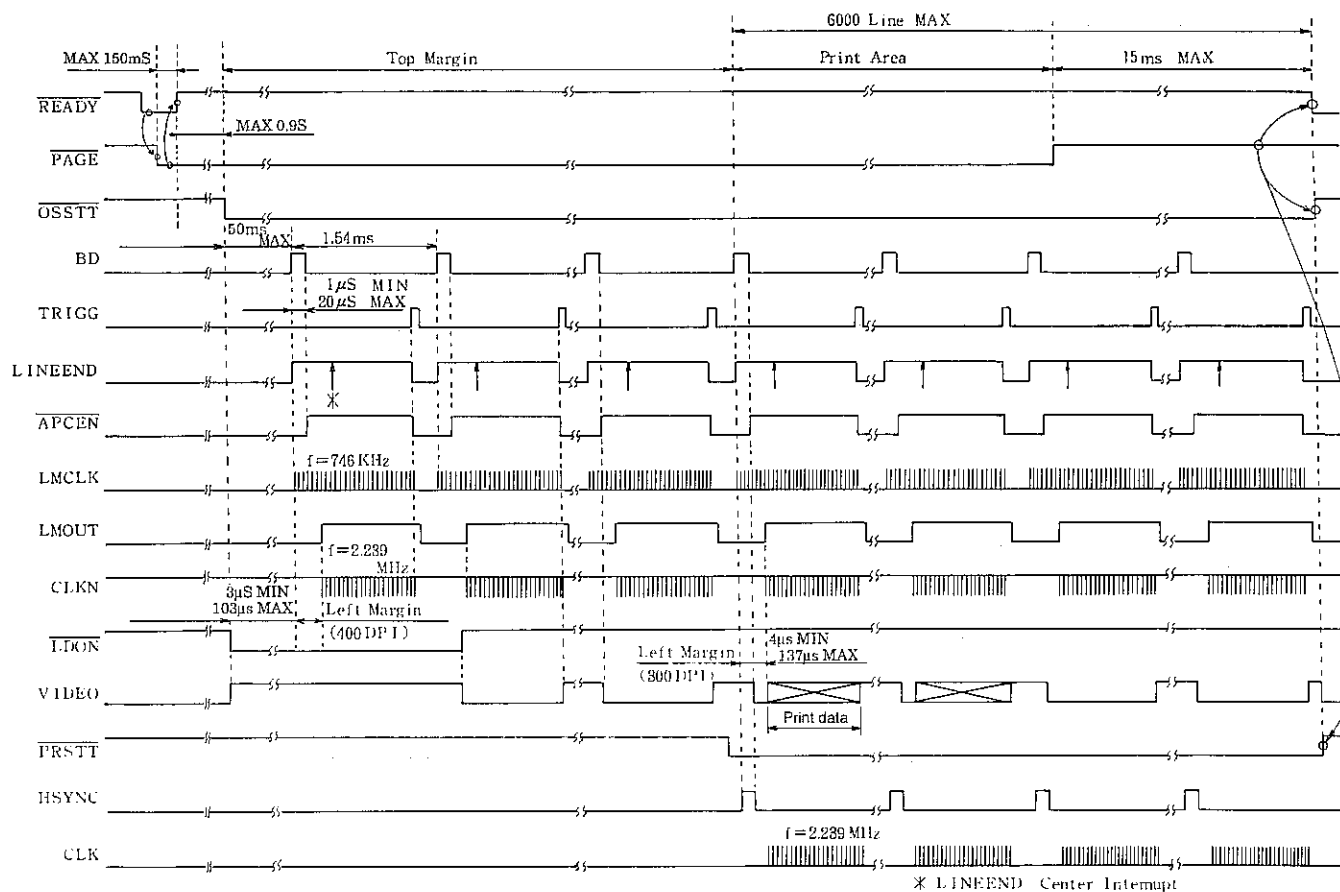 6000 Line MAX
MAX 150mS
Top Margin
Print Area
15ms MAX
READY
MAX 0.9S
PAGE
OSSTT
50ms
MAX
1.54ms
BD
1μS MIN
20μS MAX
TRIGG
LINEEND
APCEN
f=746 KHz
LMCLK
LMOUT
f=2.239
MHz
CLKN
3μS MIN
103μs MAX
Left Margin
(400 DPI)
LDON
4μs MIN
Left Margin
137μs MAX
(300 DPI)
VIDEO
Print data
PRSTT
HSYNC
f=2.239 MHz
CLK
※ LINEEND Center Intemupt